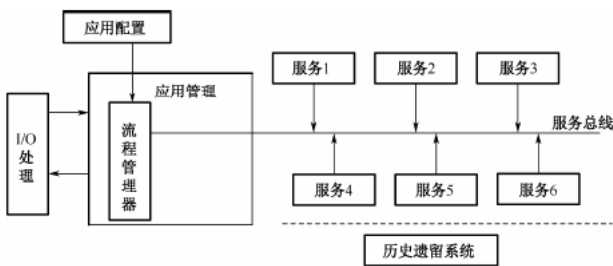 应用配置
服务1
服务2
服务3
应用管理
I/O
处理
流程管理器
服务总线
服务4
服务5
服务6
历史遗留系统